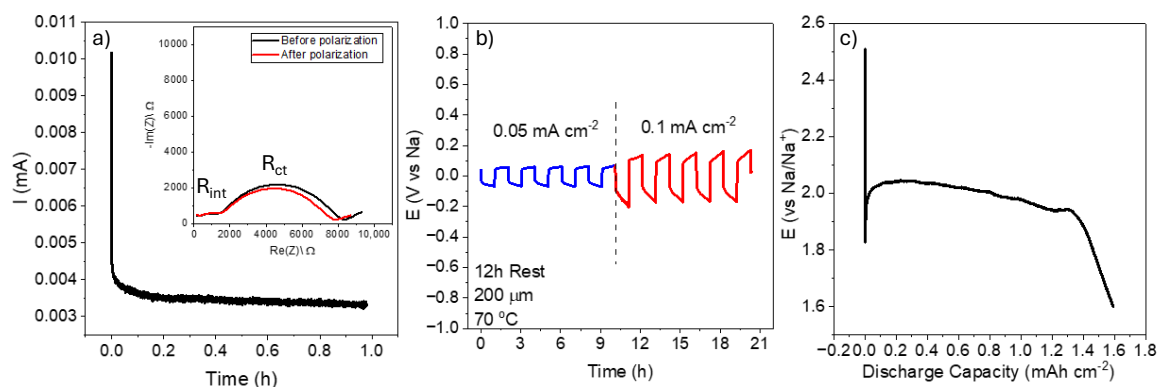 a)
0.011
0.010
0.009
0.008
0.007
0.006
0.005
0.004
0.003
I (mA)
0.0 0.2 0.4 0.6 0.8 1.0
Time (h)
Before polarization
After polarization
10000
8000
6000
4000
2000
0
-Im(Z)\ Ω
R_int
R_ct
0 2000 4000 6000 8000 10,000
Re(Z)\ Ω
b)
1.0
0.8
0.6
0.4
0.2
0.0
−0.2
−0.4
−0.6
−0.8
−1.0
E (V vs Na)
0.05 mA cm⁻²
0.1 mA cm⁻²
12h Rest
200 μm
70 ºC
0 3 6 9 12 15 18 21
Time (h)
c)
2.6
2.4
2.2
2.0
1.8
1.6
E (vs Na/Na⁺)
−0.2 0.0 0.2 0.4 0.6 0.8 1.0 1.2 1.4 1.6 1.8
Discharge Capacity (mAh cm⁻²)